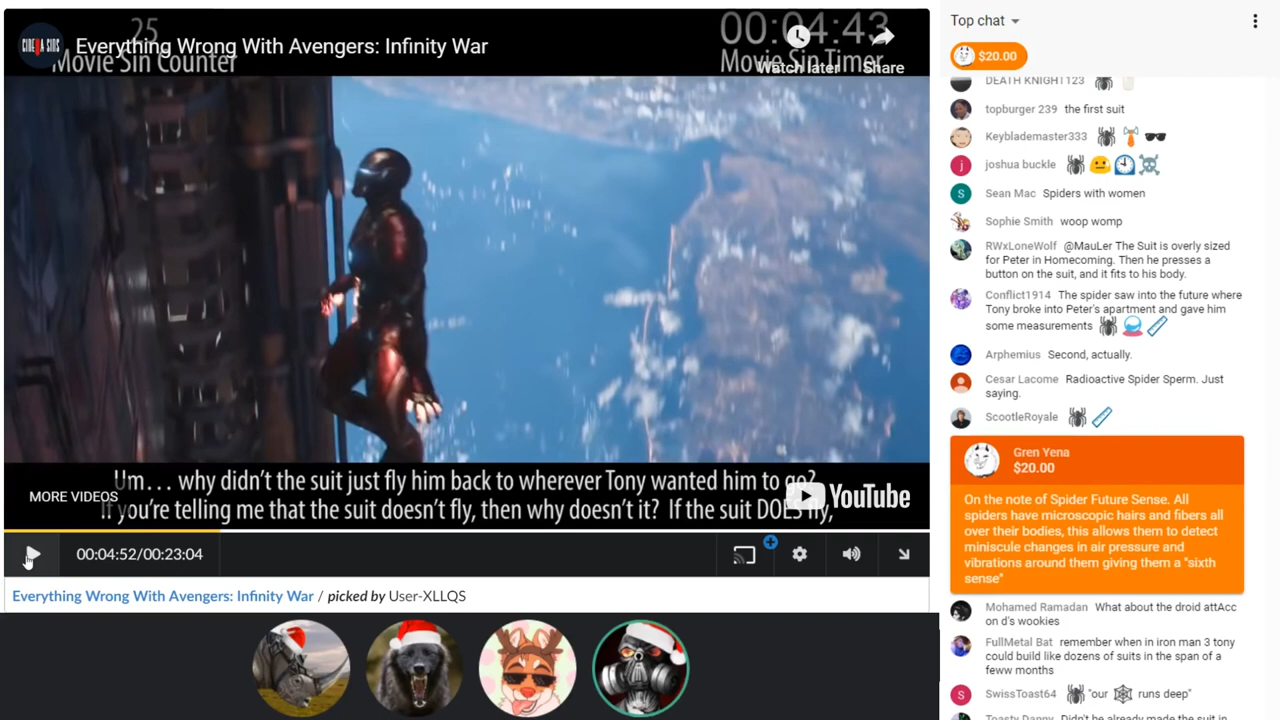 25
00:04:43
CINEMA SINS
Everything Wrong With Avengers: Infinity War
Movie Sin Counter
Movie Sin Timer
Watch later
Share
Um... why didn't the suit just fly him back to wherever Tony wanted him to go?
If you're telling me that the suit doesn't fly, then why doesn't it? If the suit DOES fly,
MORE VIDEOS
YouTube
00:04:52/00:23:04
Everything Wrong With Avengers: Infinity War / picked by User-XLLQS
Top chat
$20.00
DEATH KNIGHT123 🕷️ 🥛
topburger 239 the first suit
Keyblademaster333 🕷️ 👔 🕶️
joshua buckle 🕷️ 😐 🕘 ☠️
S
Sean Mac Spiders with women
Sophie Smith woop womp
RWxLoneWolf @MauLer The Suit is overly sized
for Peter in Homecoming. Then he presses a
button on the suit, and it fits to his body.
Conflict1914 The spider saw into the future where
Tony broke into Peter's apartment and gave him
some measurements 🕷️ 🔮 📏
Arphemius Second, actually.
Cesar Lacome Radioactive Spider Sperm. Just
saying.
ScootleRoyale 🕷️ 📏
Gren Yena
$20.00
On the note of Spider Future Sense. All
spiders have microscopic hairs and fibers all
over their bodies, this allows them to detect
miniscule changes in air pressure and
vibrations around them giving them a "sixth
sense"
Mohamed Ramadan What about the droid attAcc
on d's wookies
FullMetal Bat remember when in iron man 3 tony
could build like dozens of suits in the span of a
feww months
S
SwissToast64 🕷️ "our 🕸️ runs deep"
Toasty Danny Didn't he already made the suit in